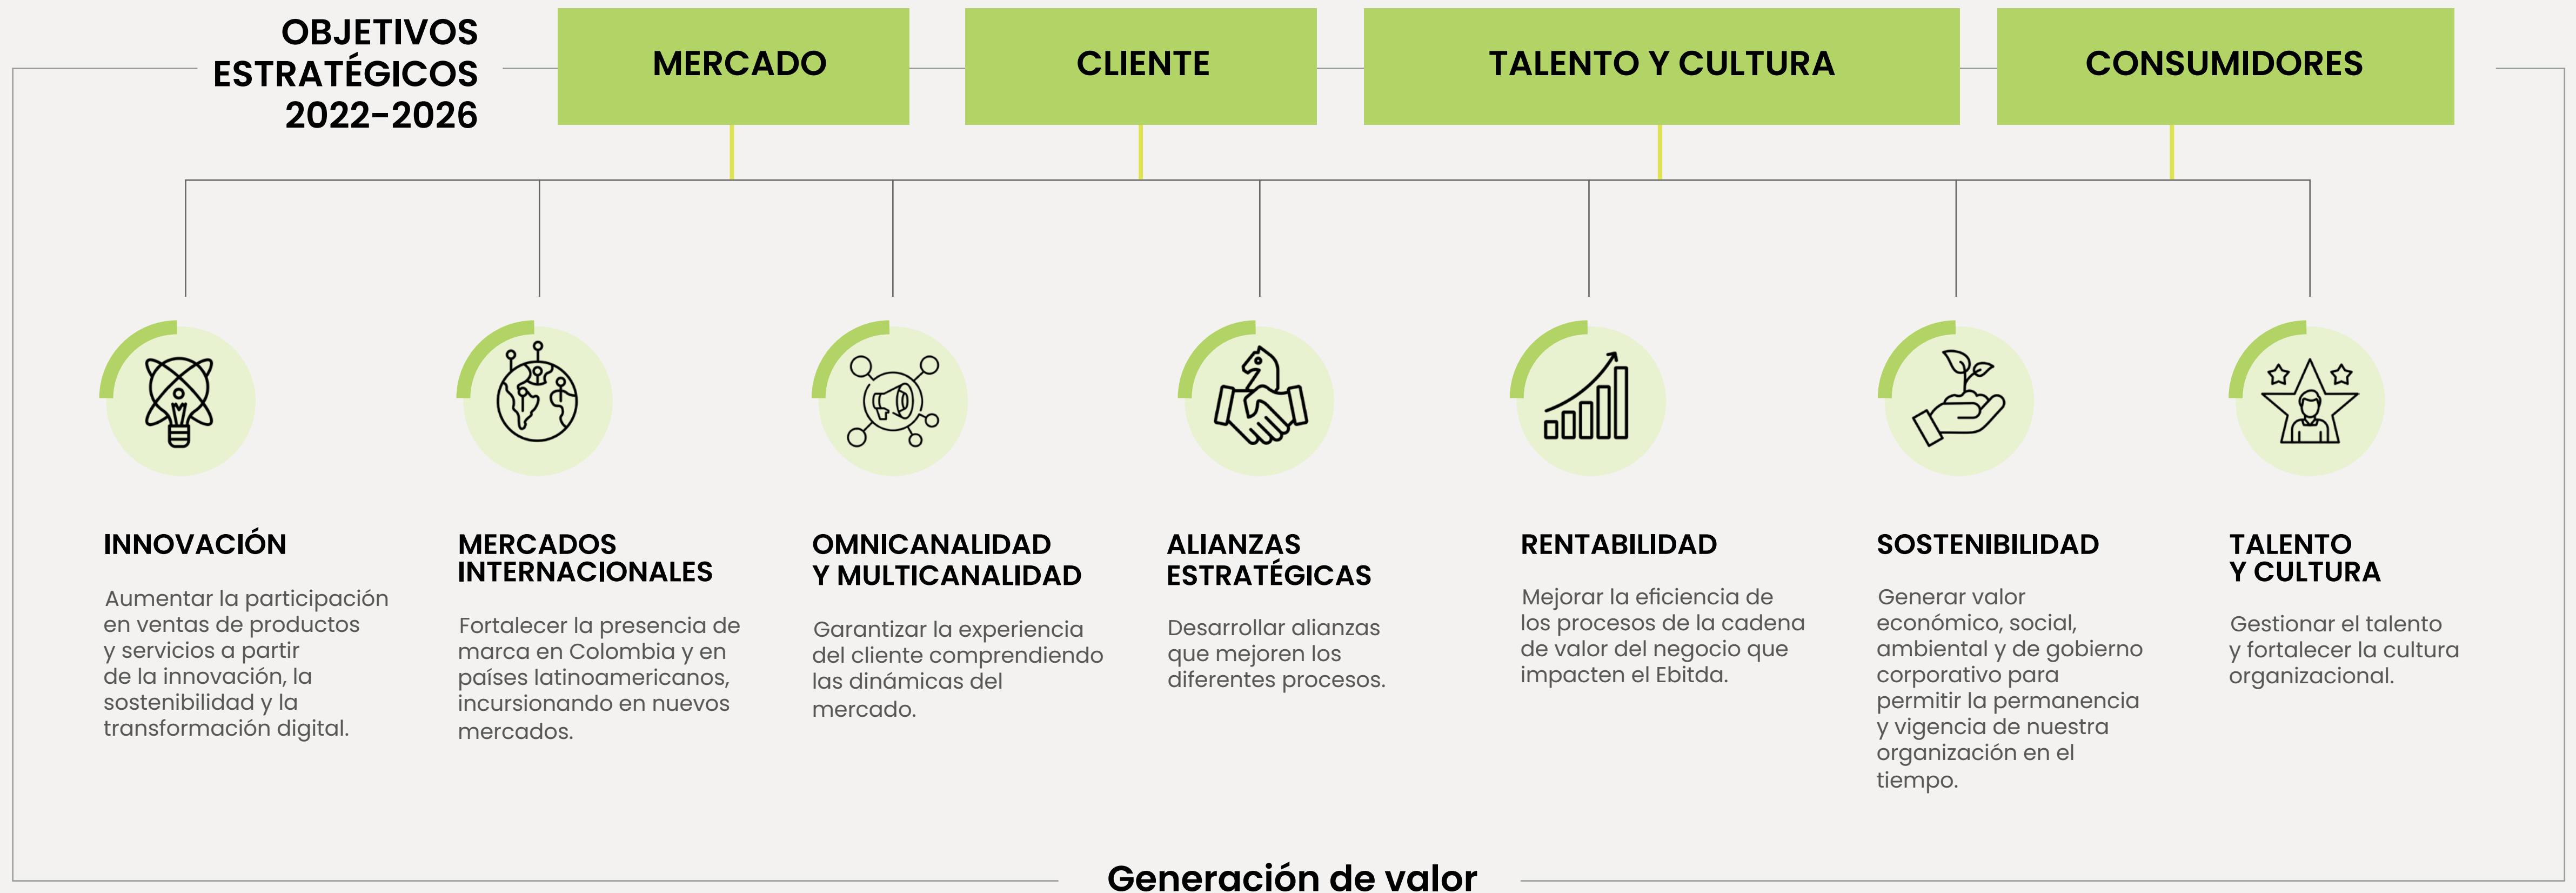 OBJETIVOS
ESTRATÉGICOS
2022-2026
MERCADO
CLIENTE
TALENTO Y CULTURA
CONSUMIDORES
INNOVACIÓN
Aumentar la participación
en ventas de productos
y servicios a partir
de la innovación, la
sostenibilidad y la
transformación digital.
MERCADOS
INTERNACIONALES
Fortalecer la presencia de
marca en Colombia y en
países latinoamericanos,
incursionando en nuevos
mercados.
OMNICANALIDAD
Y MULTICANALIDAD
Garantizar la experiencia
del cliente comprendiendo
las dinámicas del
mercado.
ALIANZAS
ESTRATÉGICAS
Desarrollar alianzas
que mejoren los
diferentes procesos.
RENTABILIDAD
Mejorar la eficiencia de
los procesos de la cadena
de valor del negocio que
impacten el Ebitda.
SOSTENIBILIDAD
Generar valor
económico, social,
ambiental y de gobierno
corporativo para
permitir la permanencia
y vigencia de nuestra
organización en el
tiempo.
TALENTO
Y CULTURA
Gestionar el talento
y fortalecer la cultura
organizacional.
Generación de valor